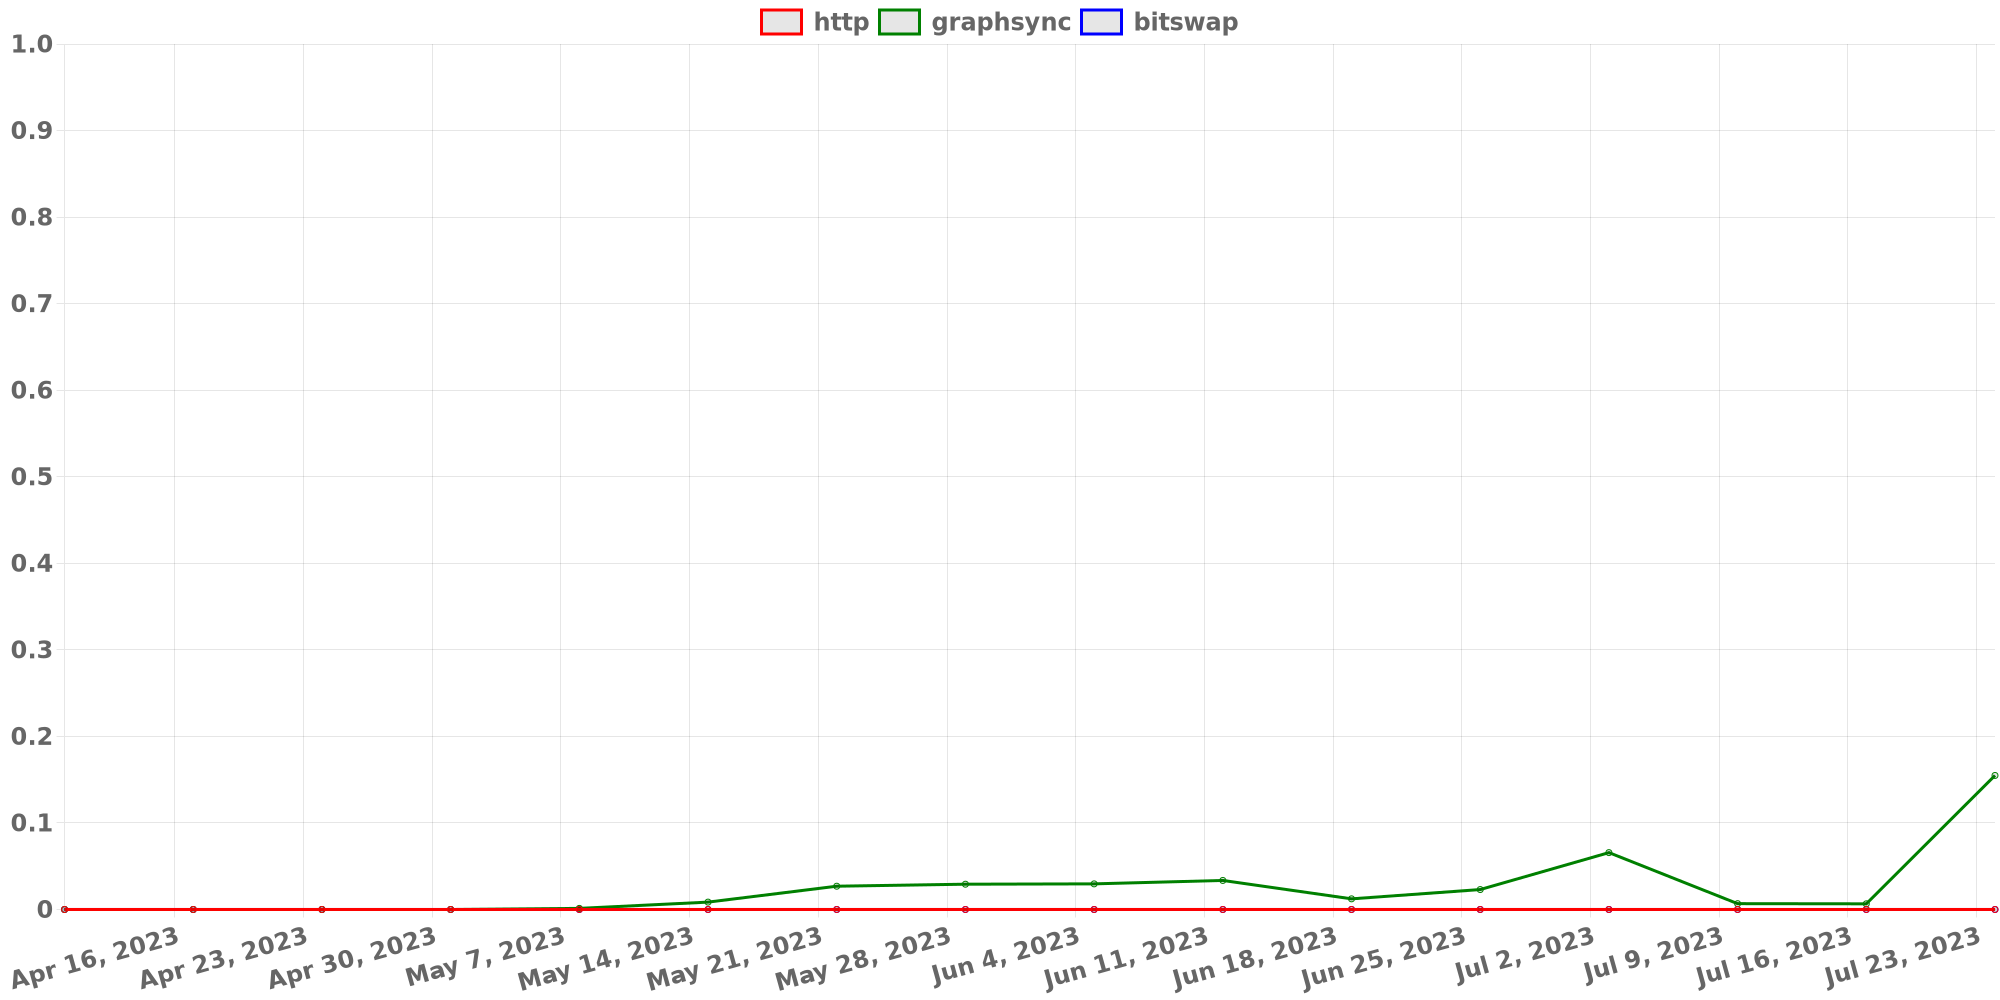 http graphsync bitswap
1.0
0.9
0.8
0.7
0.6
0.5
0.4
0.3
0.2
0.1
0
Apr 16, 2023
Apr 23, 2023
Apr 30, 2023
May 7, 2023
May 14, 2023
May 21, 2023
May 28, 2023
Jun 4, 2023
Jun 11, 2023
Jun 18, 2023
Jun 25, 2023
Jul 2, 2023
Jul 9, 2023
Jul 16, 2023
Jul 23, 2023